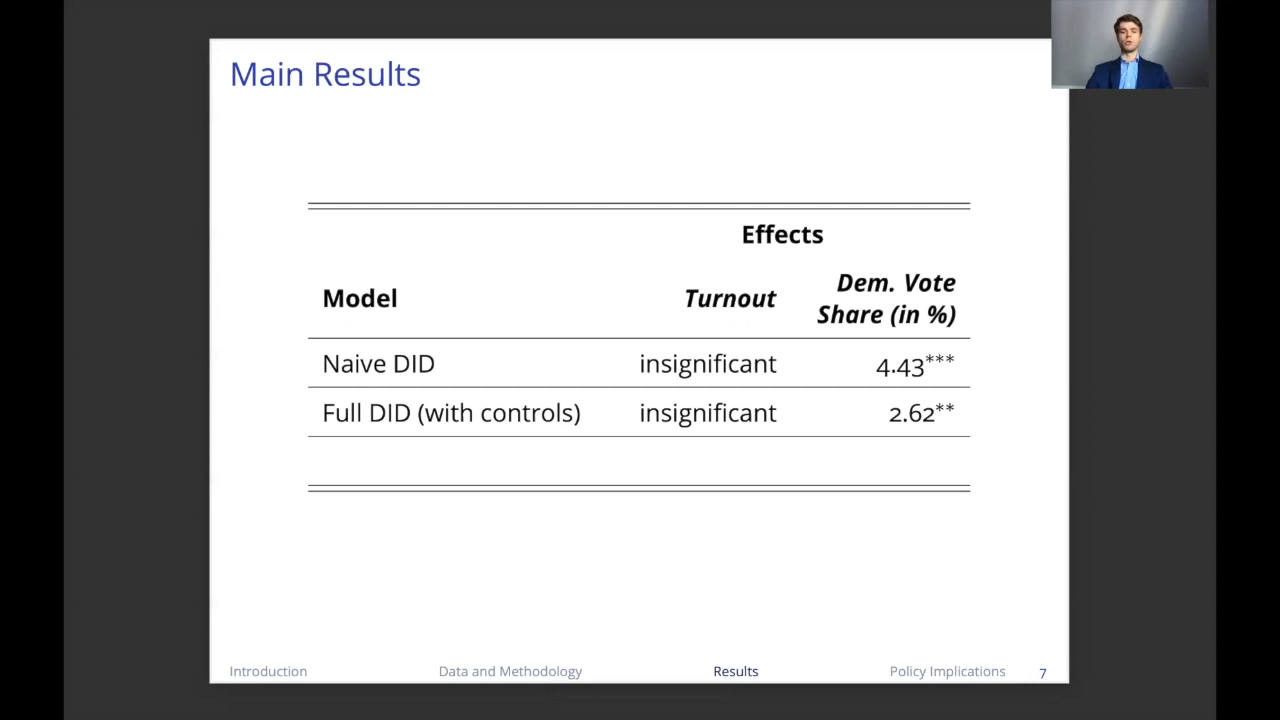 Main Results
Effects
Model Turnout Dem. Vote
Share (in %)
Naive DID insignificant 4.43***
Full DID (with controls) insignificant 2.62**
Introduction Data and Methodology Results Policy Implications 7